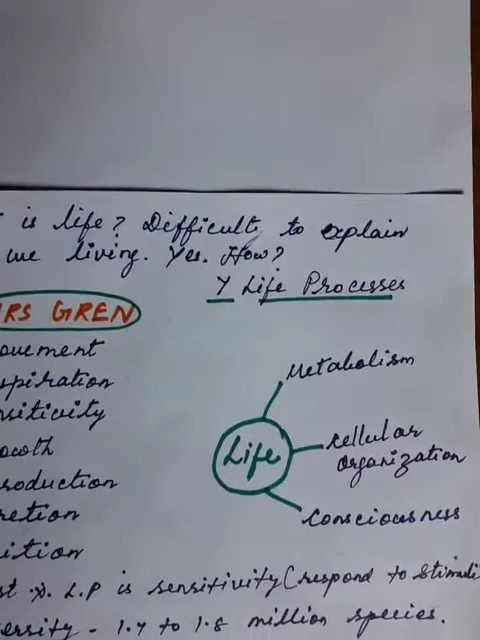 is life? Difficult to explain
we living. Yes. How?
7 Life Processes
RS GREN
ovement
spiration
nsitivity
owth
roduction
retion
ition
Life
Metabolism
cellular
organization
Consciousness
st L.P is sensitivity (respond to stimuli
ersity - 1.7 to 1.8 million species.